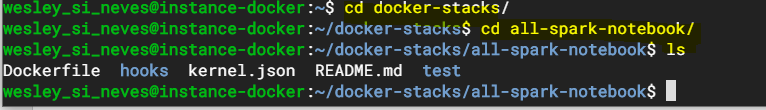 wesley_si_neves@instance-docker:~$ cd docker-stacks/
wesley_si_neves@instance-docker:~/docker-stacks$ cd all-spark-notebook/
wesley_si_neves@instance-docker:~/docker-stacks/all-spark-notebook$ ls
Dockerfile hooks kernel.json README.md test
wesley_si_neves@instance-docker:~/docker-stacks/all-spark-notebook$